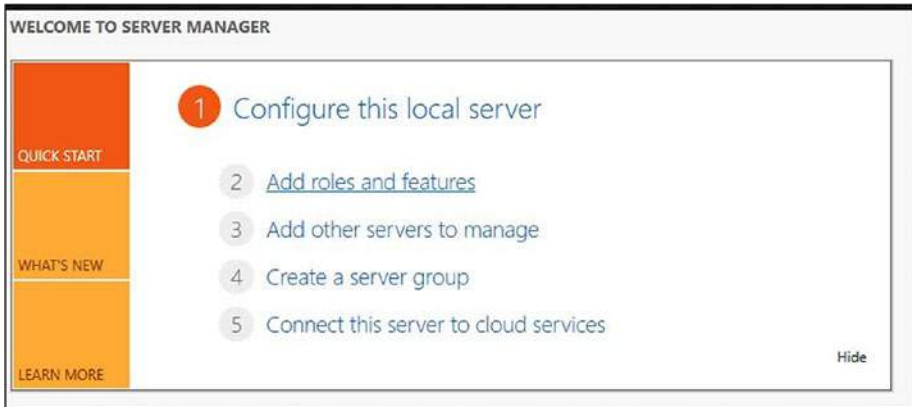 WELCOME TO SERVER MANAGER
QUICK START
WHAT'S NEW
LEARN MORE
1 Configure this local server
2 Add roles and features
3 Add other servers to manage
4 Create a server group
5 Connect this server to cloud services
Hide